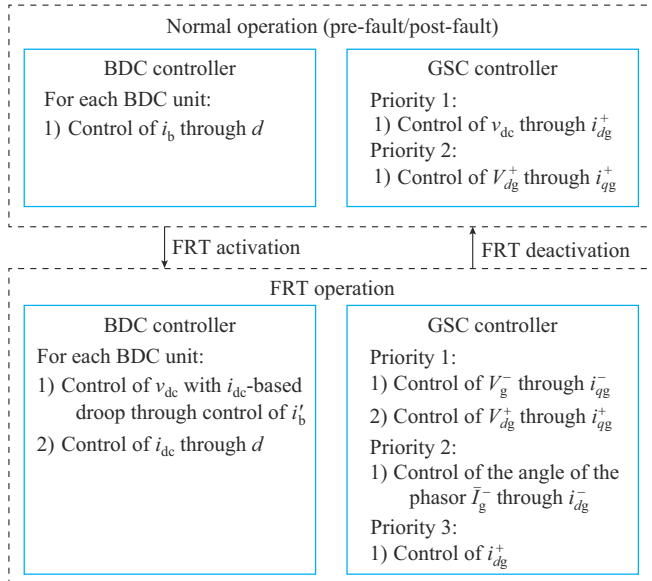 Normal operation (pre-fault/post-fault)
BDC controller
For each BDC unit:
1) Control of i_b through d
GSC controller
Priority 1:
1) Control of v_dc through i_dg^+
Priority 2:
1) Control of V_dg^+ through i_qg^+
FRT activation
FRT deactivation
FRT operation
BDC controller
For each BDC unit:
1) Control of v_dc with i_dc-based
droop through control of i_b'
2) Control of i_dc through d
GSC controller
Priority 1:
1) Control of V_g^- through i_qg^-
2) Control of V_dg^+ through i_qg^+
Priority 2:
1) Control of the angle of the
phasor Ī_g^- through i_dg^-
Priority 3:
1) Control of i_dg^+